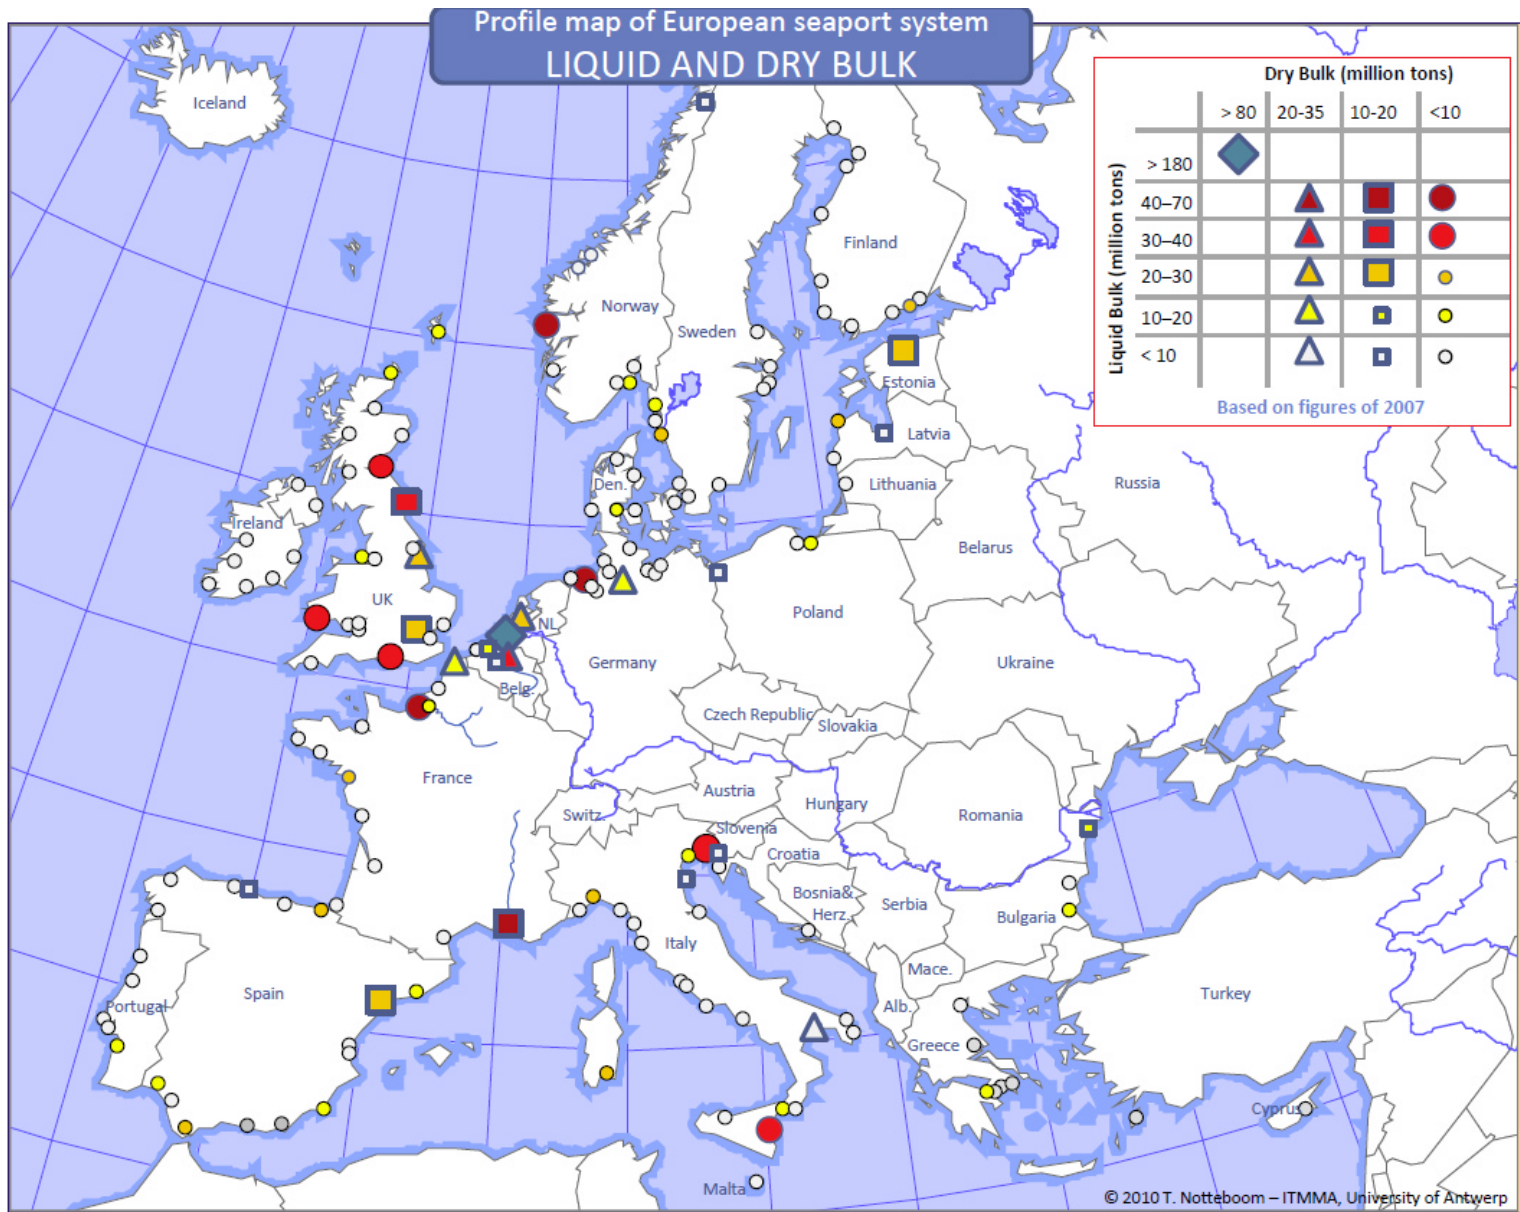 Profile map of European seaport system
LIQUID AND DRY BULK
Dry Bulk (million tons)
> 80 20-35 10-20 <10
Liquid Bulk (million tons)
> 180
40–70
30–40
20–30
10–20
< 10
Based on figures of 2007
Iceland
Finland
Norway
Sweden
Estonia
Latvia
Lithuania
Russia
Den.
Ireland
Belarus
UK
NL
Poland
Germany
Ukraine
Belg.
Czech Republic
Slovakia
France
Austria
Hungary
Switz.
Romania
Slovenia
Croatia
Bosnia&
Herz.
Serbia
Bulgaria
Italy
Mace.
Spain
Portugal
Alb.
Turkey
Greece
Cyprus
Malta
© 2010 T. Notteboom – ITMMA, University of Antwerp